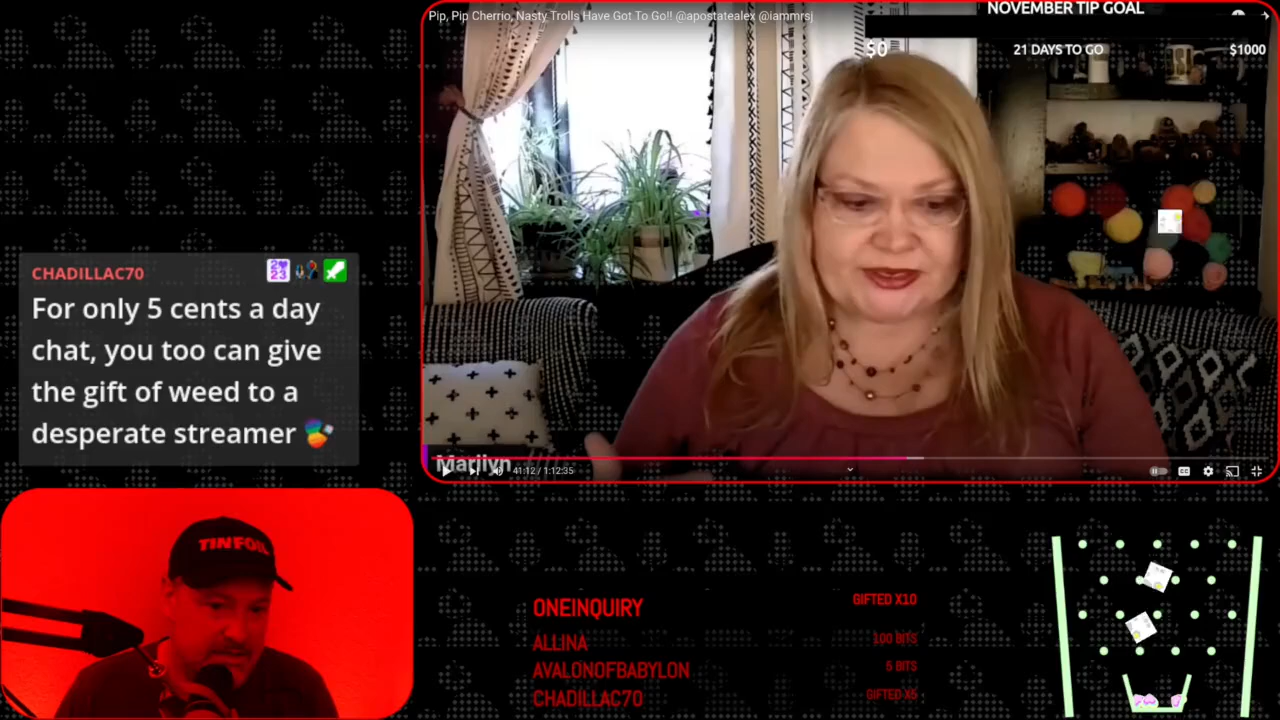 Pip, Pip Cherrio, Nasty Trolls Have Got To Go!! @apostatealex @iammrsj
NOVEMBER TIP GOAL
$0
21 DAYS TO GO
$1000
CHADILLAC70
For only 5 cents a day
chat, you too can give
the gift of weed to a
desperate streamer
Marilyn
41:12 / 1:12:35
CC
TINFOIL
ONEINQUIRY
GIFTED X10
ALLINA
100 BITS
AVALONOFBABYLON
5 BITS
CHADILLAC70
GIFTED X5